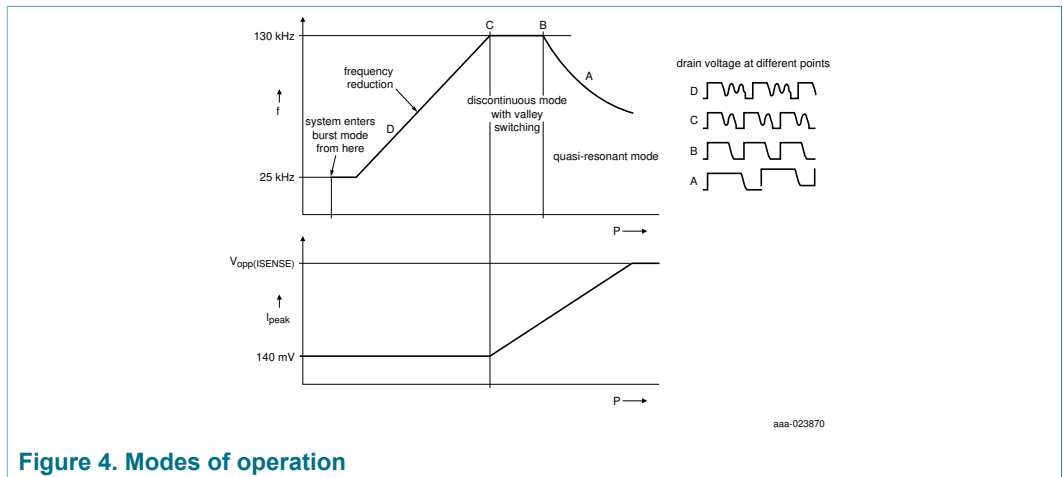 C
B
130 kHz
frequency
reduction
A
f
discontinuous mode
with valley
switching
system enters
burst mode
from here
D
quasi-resonant mode
25 kHz
P
drain voltage at different points
D
C
B
A
Vopp(ISENSE)
Ipeak
140 mV
P
aaa-023870
Figure 4. Modes of operation